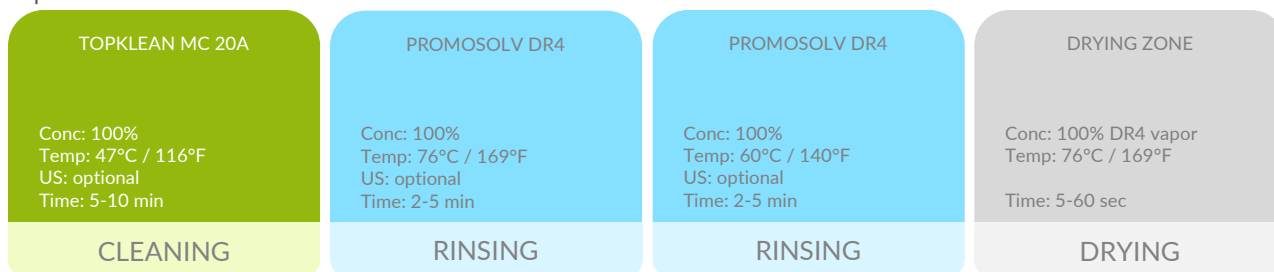 TOPKLEAN MC 20A
Conc: 100%
Temp: 47°C / 116°F
US: optional
Time: 5-10 min
CLEANING
PROMOSOLV DR4
Conc: 100%
Temp: 76°C / 169°F
US: optional
Time: 2-5 min
RINSING
PROMOSOLV DR4
Conc: 100%
Temp: 60°C / 140°F
US: optional
Time: 2-5 min
RINSING
DRYING ZONE
Conc: 100% DR4 vapor
Temp: 76°C / 169°F
Time: 5-60 sec
DRYING